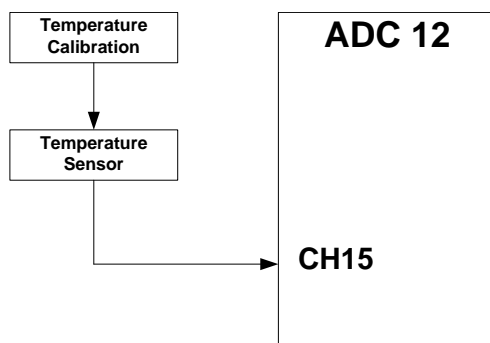 Temperature
Calibration
ADC 12
Temperature
Sensor
CH15